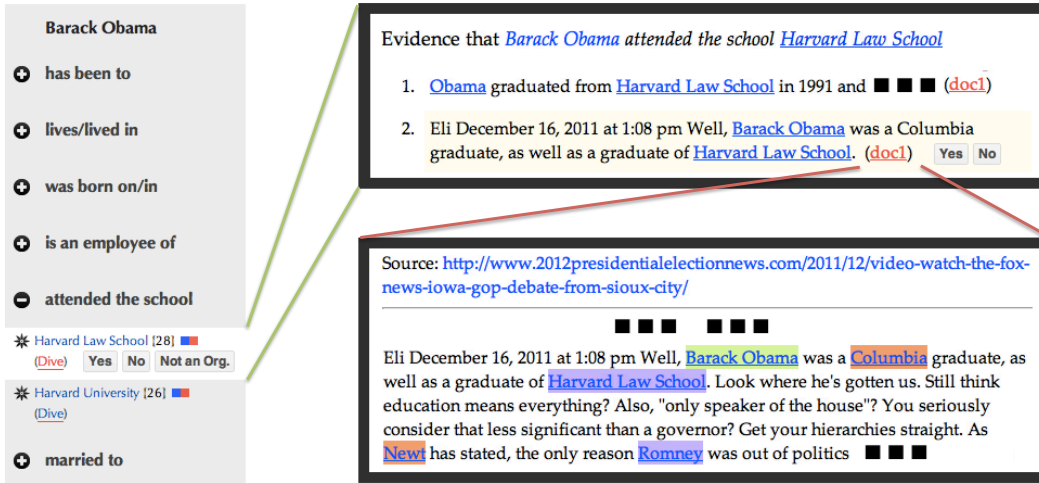 Barack Obama
has been to
lives/lived in
was born on/in
is an employee of
attended the school
Harvard Law School {28}
(Dive) Yes No Not an Org.
Harvard University {26}
(Dive)
married to
Evidence that Barack Obama attended the school Harvard Law School
1. Obama graduated from Harvard Law School in 1991 and ■ ■ ■ (doc1)
2. Eli December 16, 2011 at 1:08 pm Well, Barack Obama was a Columbia
graduate, as well as a graduate of Harvard Law School. (doc1) Yes No
Source: http://www.2012presidentialelectionnews.com/2011/12/video-watch-the-fox-
news-iowa-gop-debate-from-sioux-city/
■ ■ ■ ■ ■ ■
Eli December 16, 2011 at 1:08 pm Well, Barack Obama was a Columbia graduate, as
well as a graduate of Harvard Law School. Look where he's gotten us. Still think
education means everything? Also, "only speaker of the house"? You seriously
consider that less significant than a governor? Get your hierarchies straight. As
Newt has stated, the only reason Romney was out of politics ■ ■ ■